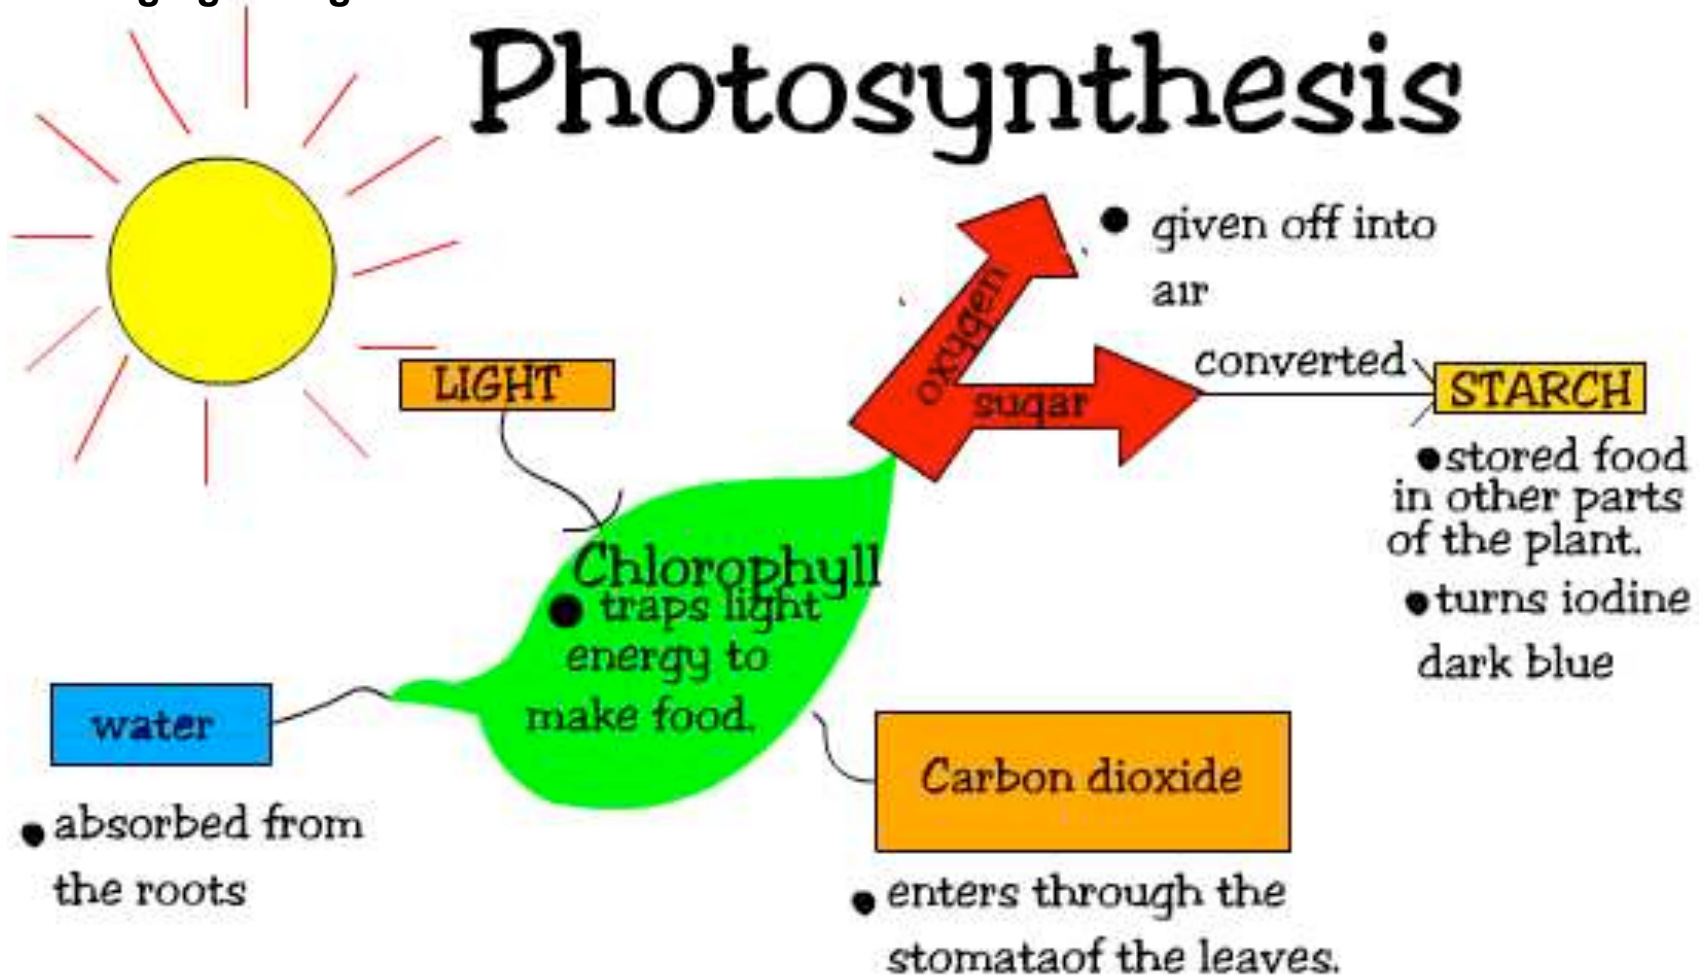 Photosynthesis
oxygen
● given off into
air
sugar
converted
LIGHT
STARCH
●stored food
in other parts
of the plant.
●turns iodine
dark blue
Chlorophyll
● traps light
energy to
make food.
water
● absorbed from
the roots
Carbon dioxide
● enters through the
stomataof the leaves.